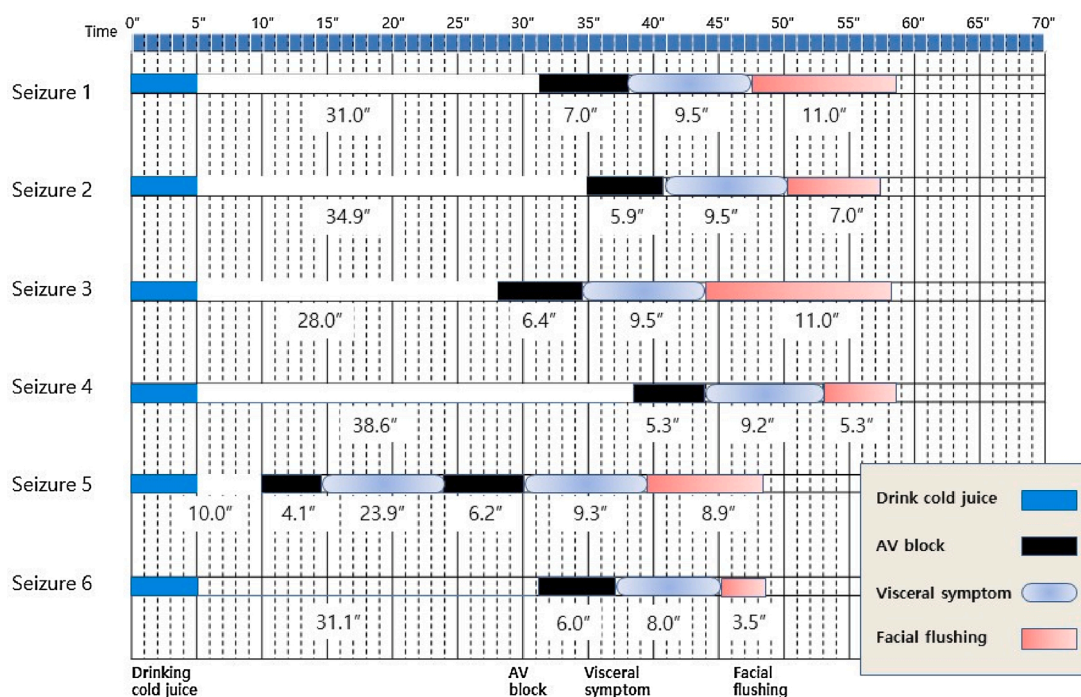 Time 0″ 5″ 10″ 15″ 20″ 25″ 30″ 35″ 40″ 45″ 50″ 55″ 60″ 65″ 70″
Seizure 1
31.0″ 7.0″ 9.5″ 11.0″
Seizure 2
34.9″ 5.9″ 9.5″ 7.0″
Seizure 3
28.0″ 6.4″ 9.5″ 11.0″
Seizure 4
38.6″ 5.3″ 9.2″ 5.3″
Seizure 5
10.0″ 4.1″ 23.9″ 6.2″ 9.3″ 8.9″
Seizure 6
31.1″ 6.0″ 8.0″ 3.5″
Drink cold juice
AV block
Visceral symptom
Facial flushing
Drinking
cold juice
AV
block
Visceral
symptom
Facial
flushing